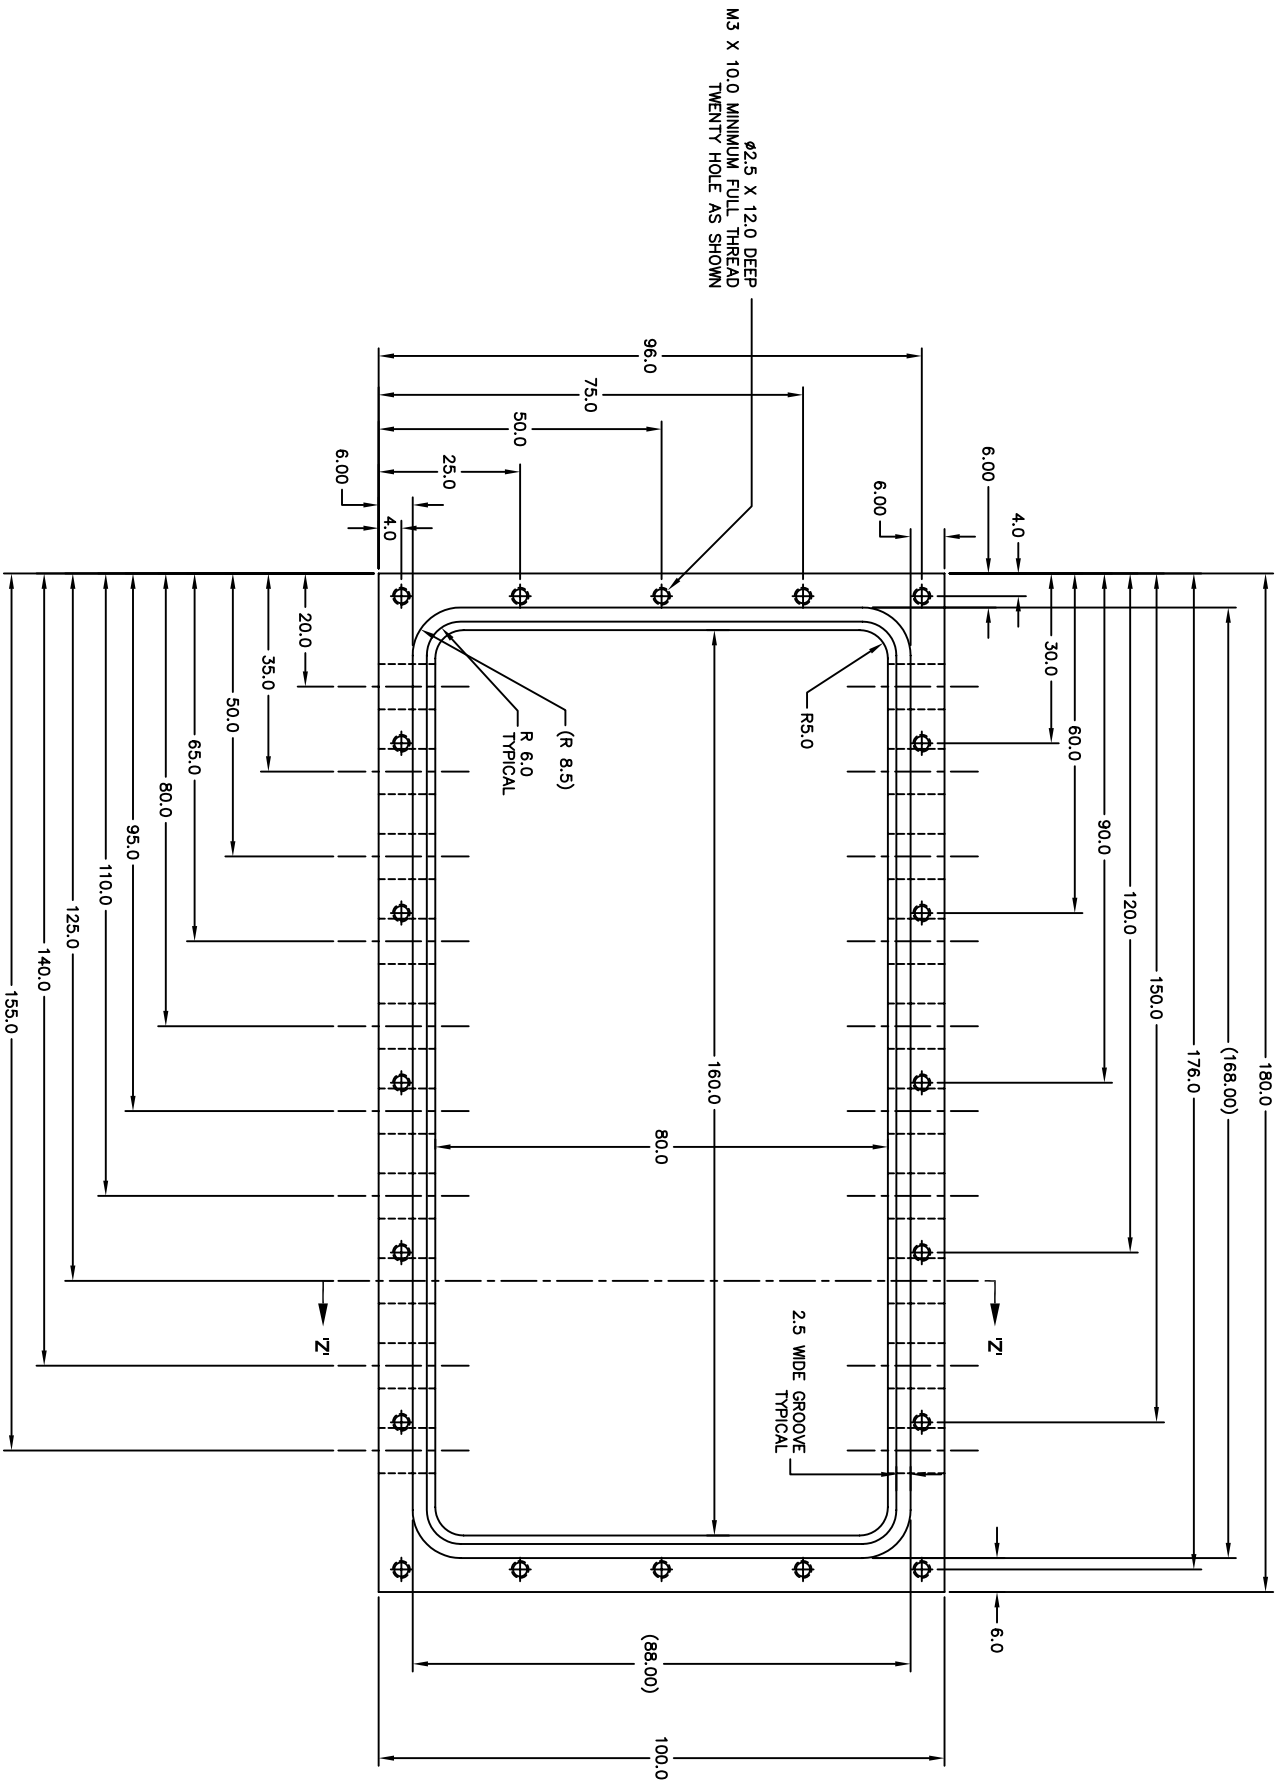 ø2.5 X 12.0 DEEP
M3 X 10.0 MINIMUM FULL THREAD
TWENTY HOLE AS SHOWN
96.0
75.0
50.0
25.0
6.00
4.0
6.00
6.00
4.0
180.0
176.0
(168.00)
150.0
120.0
90.0
60.0
30.0
R5.0
(R 8.5)
R 6.0
TYPICAL
160.0
80.0
2.5 WIDE GROOVE
TYPICAL
'Z'
'Z'
20.0
35.0
50.0
65.0
80.0
95.0
110.0
125.0
140.0
155.0
6.0
(88.00)
100.0